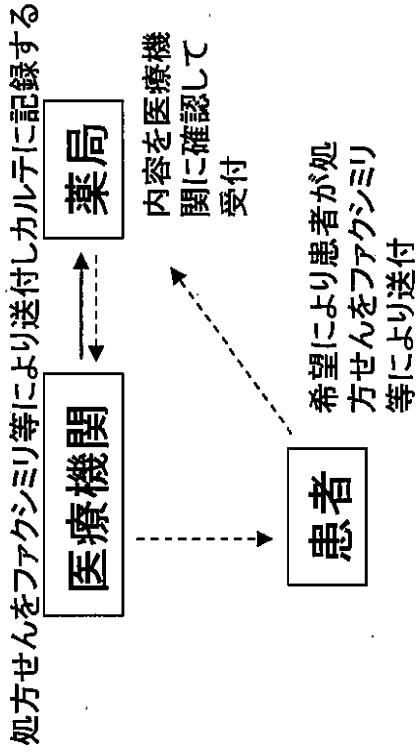 処方せんをファクシミリ等により送付しカルテに記録する
医療機関
薬局
内容を医療機
関に確認して
受付
患者
希望により患者が処
方せんをファクシミリ
等により送付